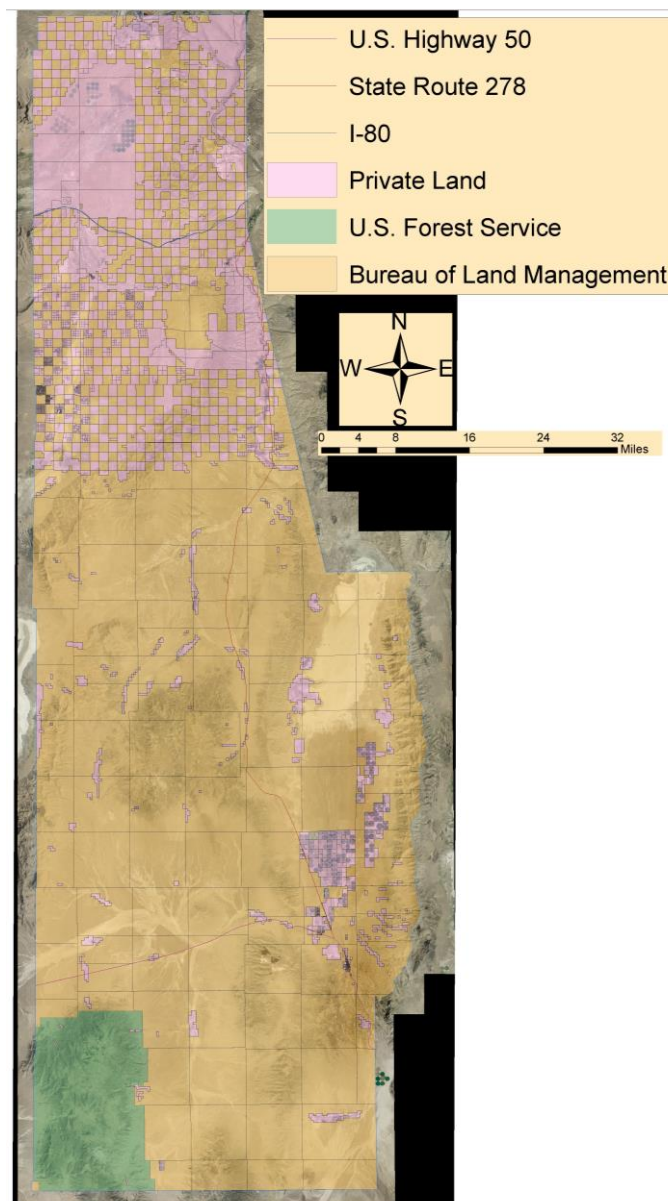 U.S. Highway 50
State Route 278
I-80
Private Land
U.S. Forest Service
Bureau of Land Management
N
W E
S
0 4 8 16 24 32
Miles